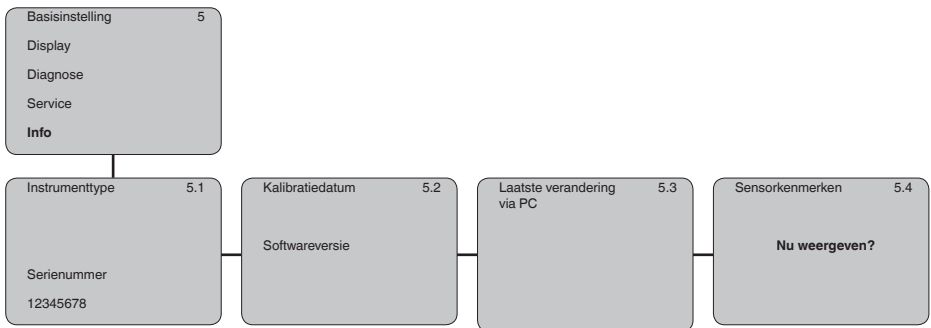 Basisinstelling 5
Display
Diagnose
Service
Info
Instrumenttype 5.1
Serienummer
12345678
Kalibratiedatum 5.2
Softwareversie
Laatste verandering 5.3
via PC
Sensorkenmerken 5.4
Nu weergeven?